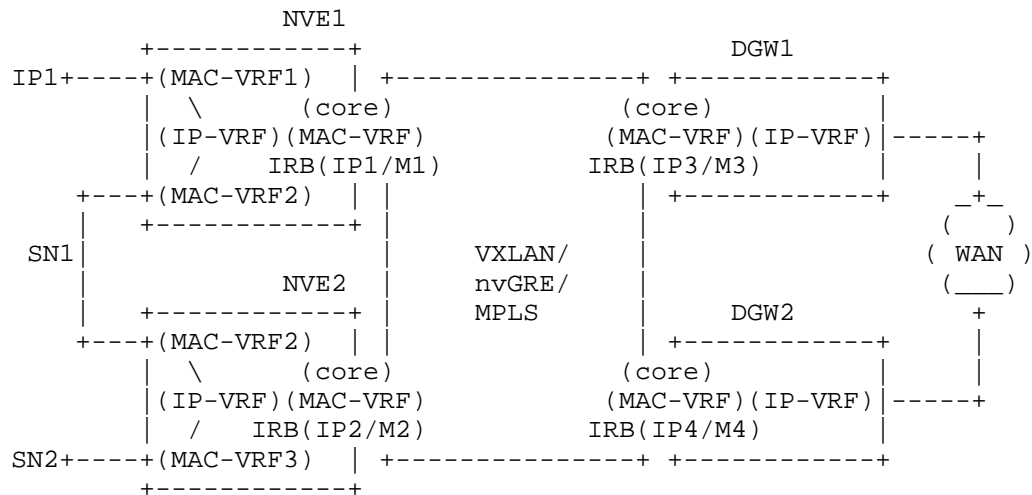 NVE1
DGW1
IP1 (MAC-VRF1)
(core) (core)
(IP-VRF)(MAC-VRF) (MAC-VRF)(IP-VRF)
IRB(IP1/M1) IRB(IP3/M3)
(MAC-VRF2)
SN1 VXLAN/ ( WAN )
NVE2 nvGRE/
MPLS DGW2
(MAC-VRF2)
(core) (core)
(IP-VRF)(MAC-VRF) (MAC-VRF)(IP-VRF)
IRB(IP2/M2) IRB(IP4/M4)
SN2 (MAC-VRF3)